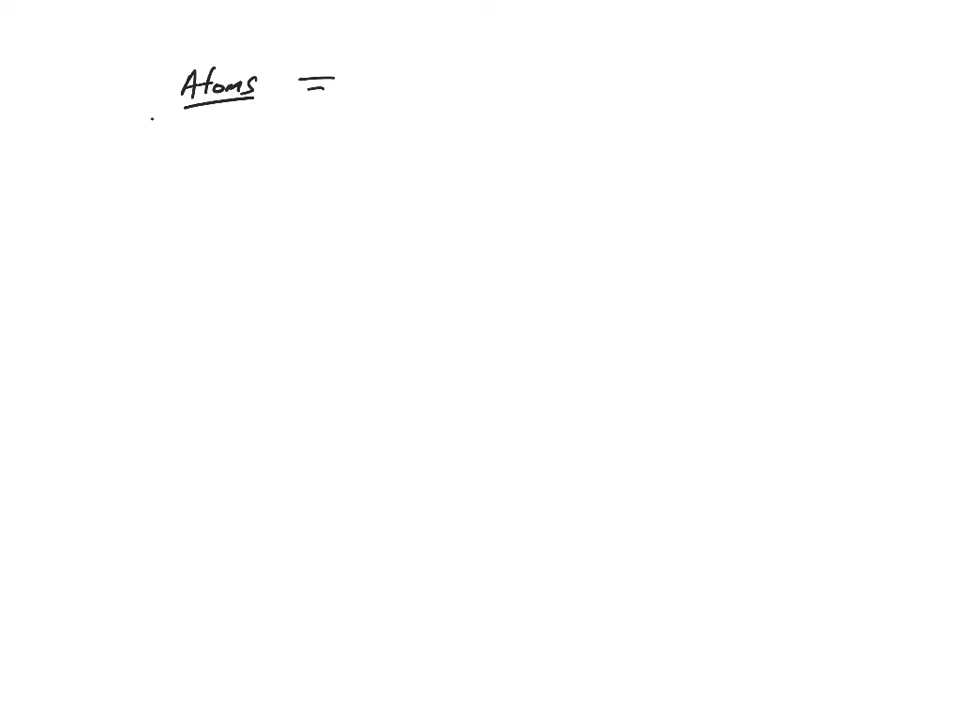 Atoms =